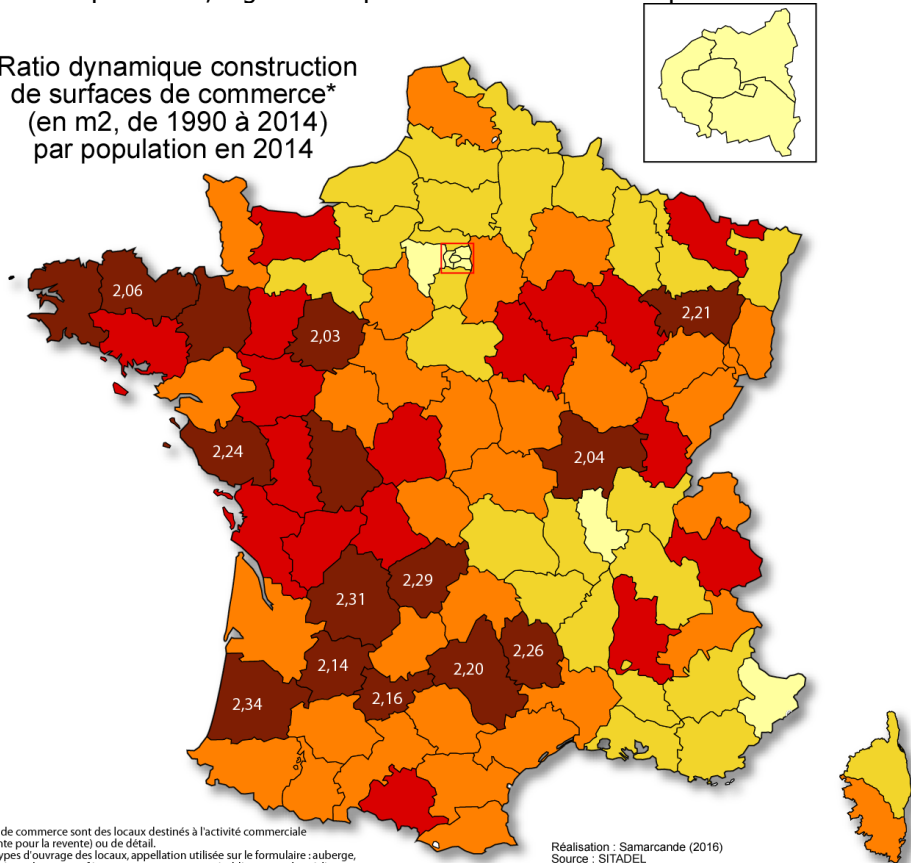 Ratio dynamique construction
de surfaces de commerce*
(en m2, de 1990 à 2014)
par population en 2014
2,06
2,03
2,21
2,24
2,04
2,29
2,31
2,26
2,14
2,20
2,16
2,34
de commerce sont des locaux destinés à l'activité commerciale
pour la revente) ou de détail.
ypes d'ouvrage des locaux, appellation utilisée sur le formulaire : auberge,
Réalisation : Samarcande (2016)
Source : SITADEL